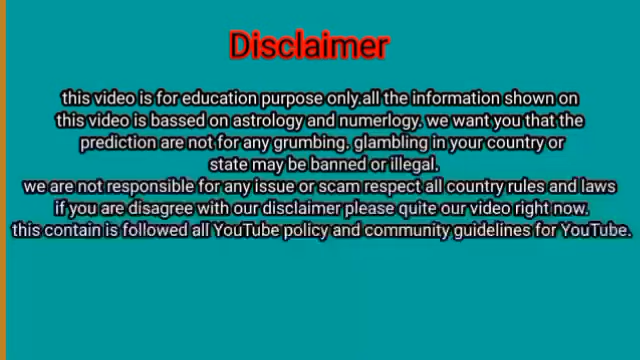 Disclaimer
this video is for education purpose only.all the information shown on
this video is bassed on astrology and numerlogy. we want you that the
prediction are not for any grumbing. glambling in your country or
state may be banned or illegal.
we are not responsible for any issue or scam respect all country rules and laws
if you are disagree with our disclaimer please quite our video right now.
this contain is followed all YouTube policy and community guidelines for YouTube.